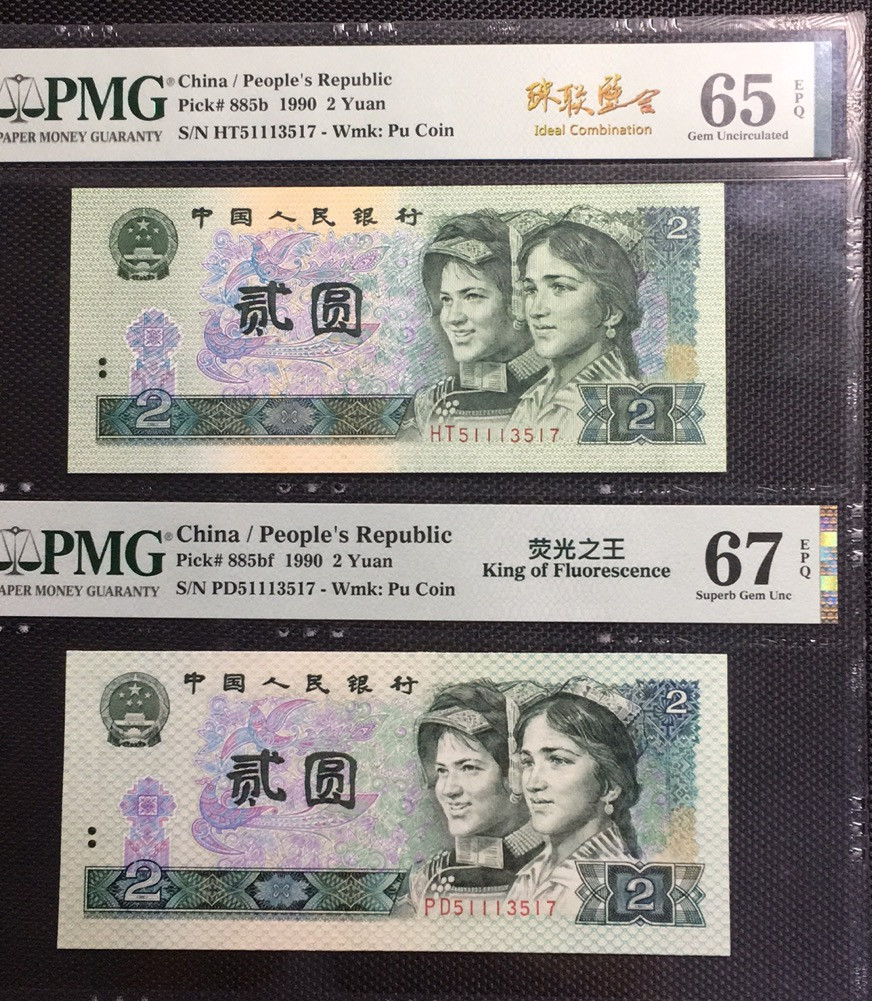 PMG
PAPER MONEY GUARANTY
China / People's Republic
Pick# 885b 1990 2 Yuan
S/N HT51113517 - Wmk: Pu Coin
珠联璧合
Ideal Combination
65
EPQ
Gem Uncirculated
中国人民银行
2
贰圆
2
2
HT51113517
PMG
PAPER MONEY GUARANTY
China / People's Republic
Pick# 885bf 1990 2 Yuan
S/N PD51113517 - Wmk: Pu Coin
荧光之王
King of Fluorescence
67
EPQ
Superb Gem Unc
中国人民银行
2
贰圆
2
2
PD51113517